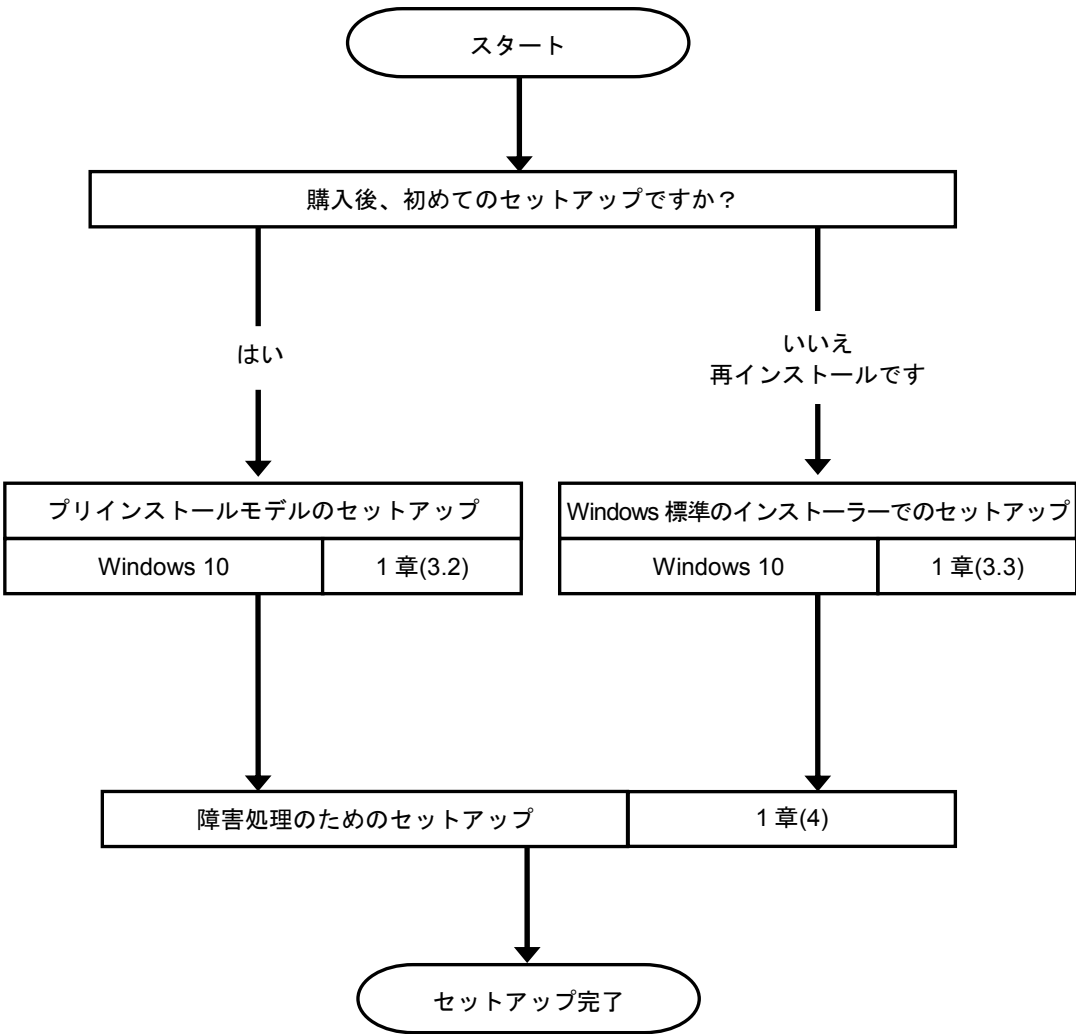 スタート
購入後、初めてのセットアップですか？
はい
いいえ
再インストールです
プリインストールモデルのセットアップ
Windows 10
1 章(3.2)
Windows 標準のインストーラーでのセットアップ
Windows 10
1 章(3.3)
障害処理のためのセットアップ
1 章(4)
セットアップ完了